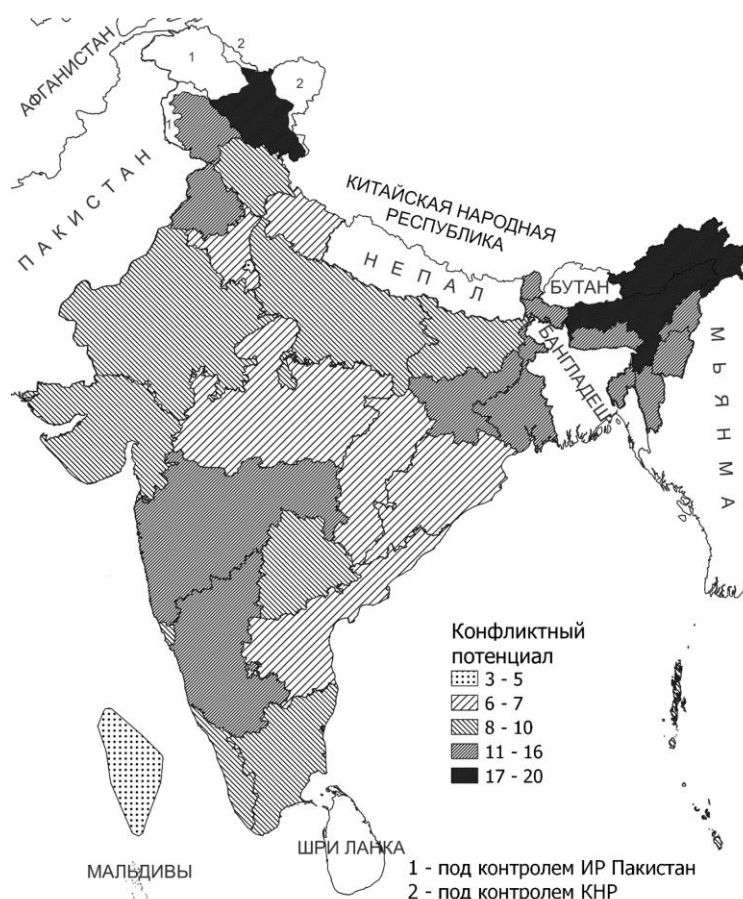 2
1
2
АФГАНИСТАН
1
ПАКИСТАН
КИТАЙСКАЯ НАРОДНАЯ
РЕСПУБЛИКА
НЕПАЛ
БУТАН
БАНГЛАДЕШ
МЬЯНМА
Конфликтный
потенциал
3 - 5
6 - 7
8 - 10
11 - 16
17 - 20
ШРИ ЛАНКА
МАЛЬДИВЫ
1 - под контролем ИР Пакистан
2 - под контролем КНР